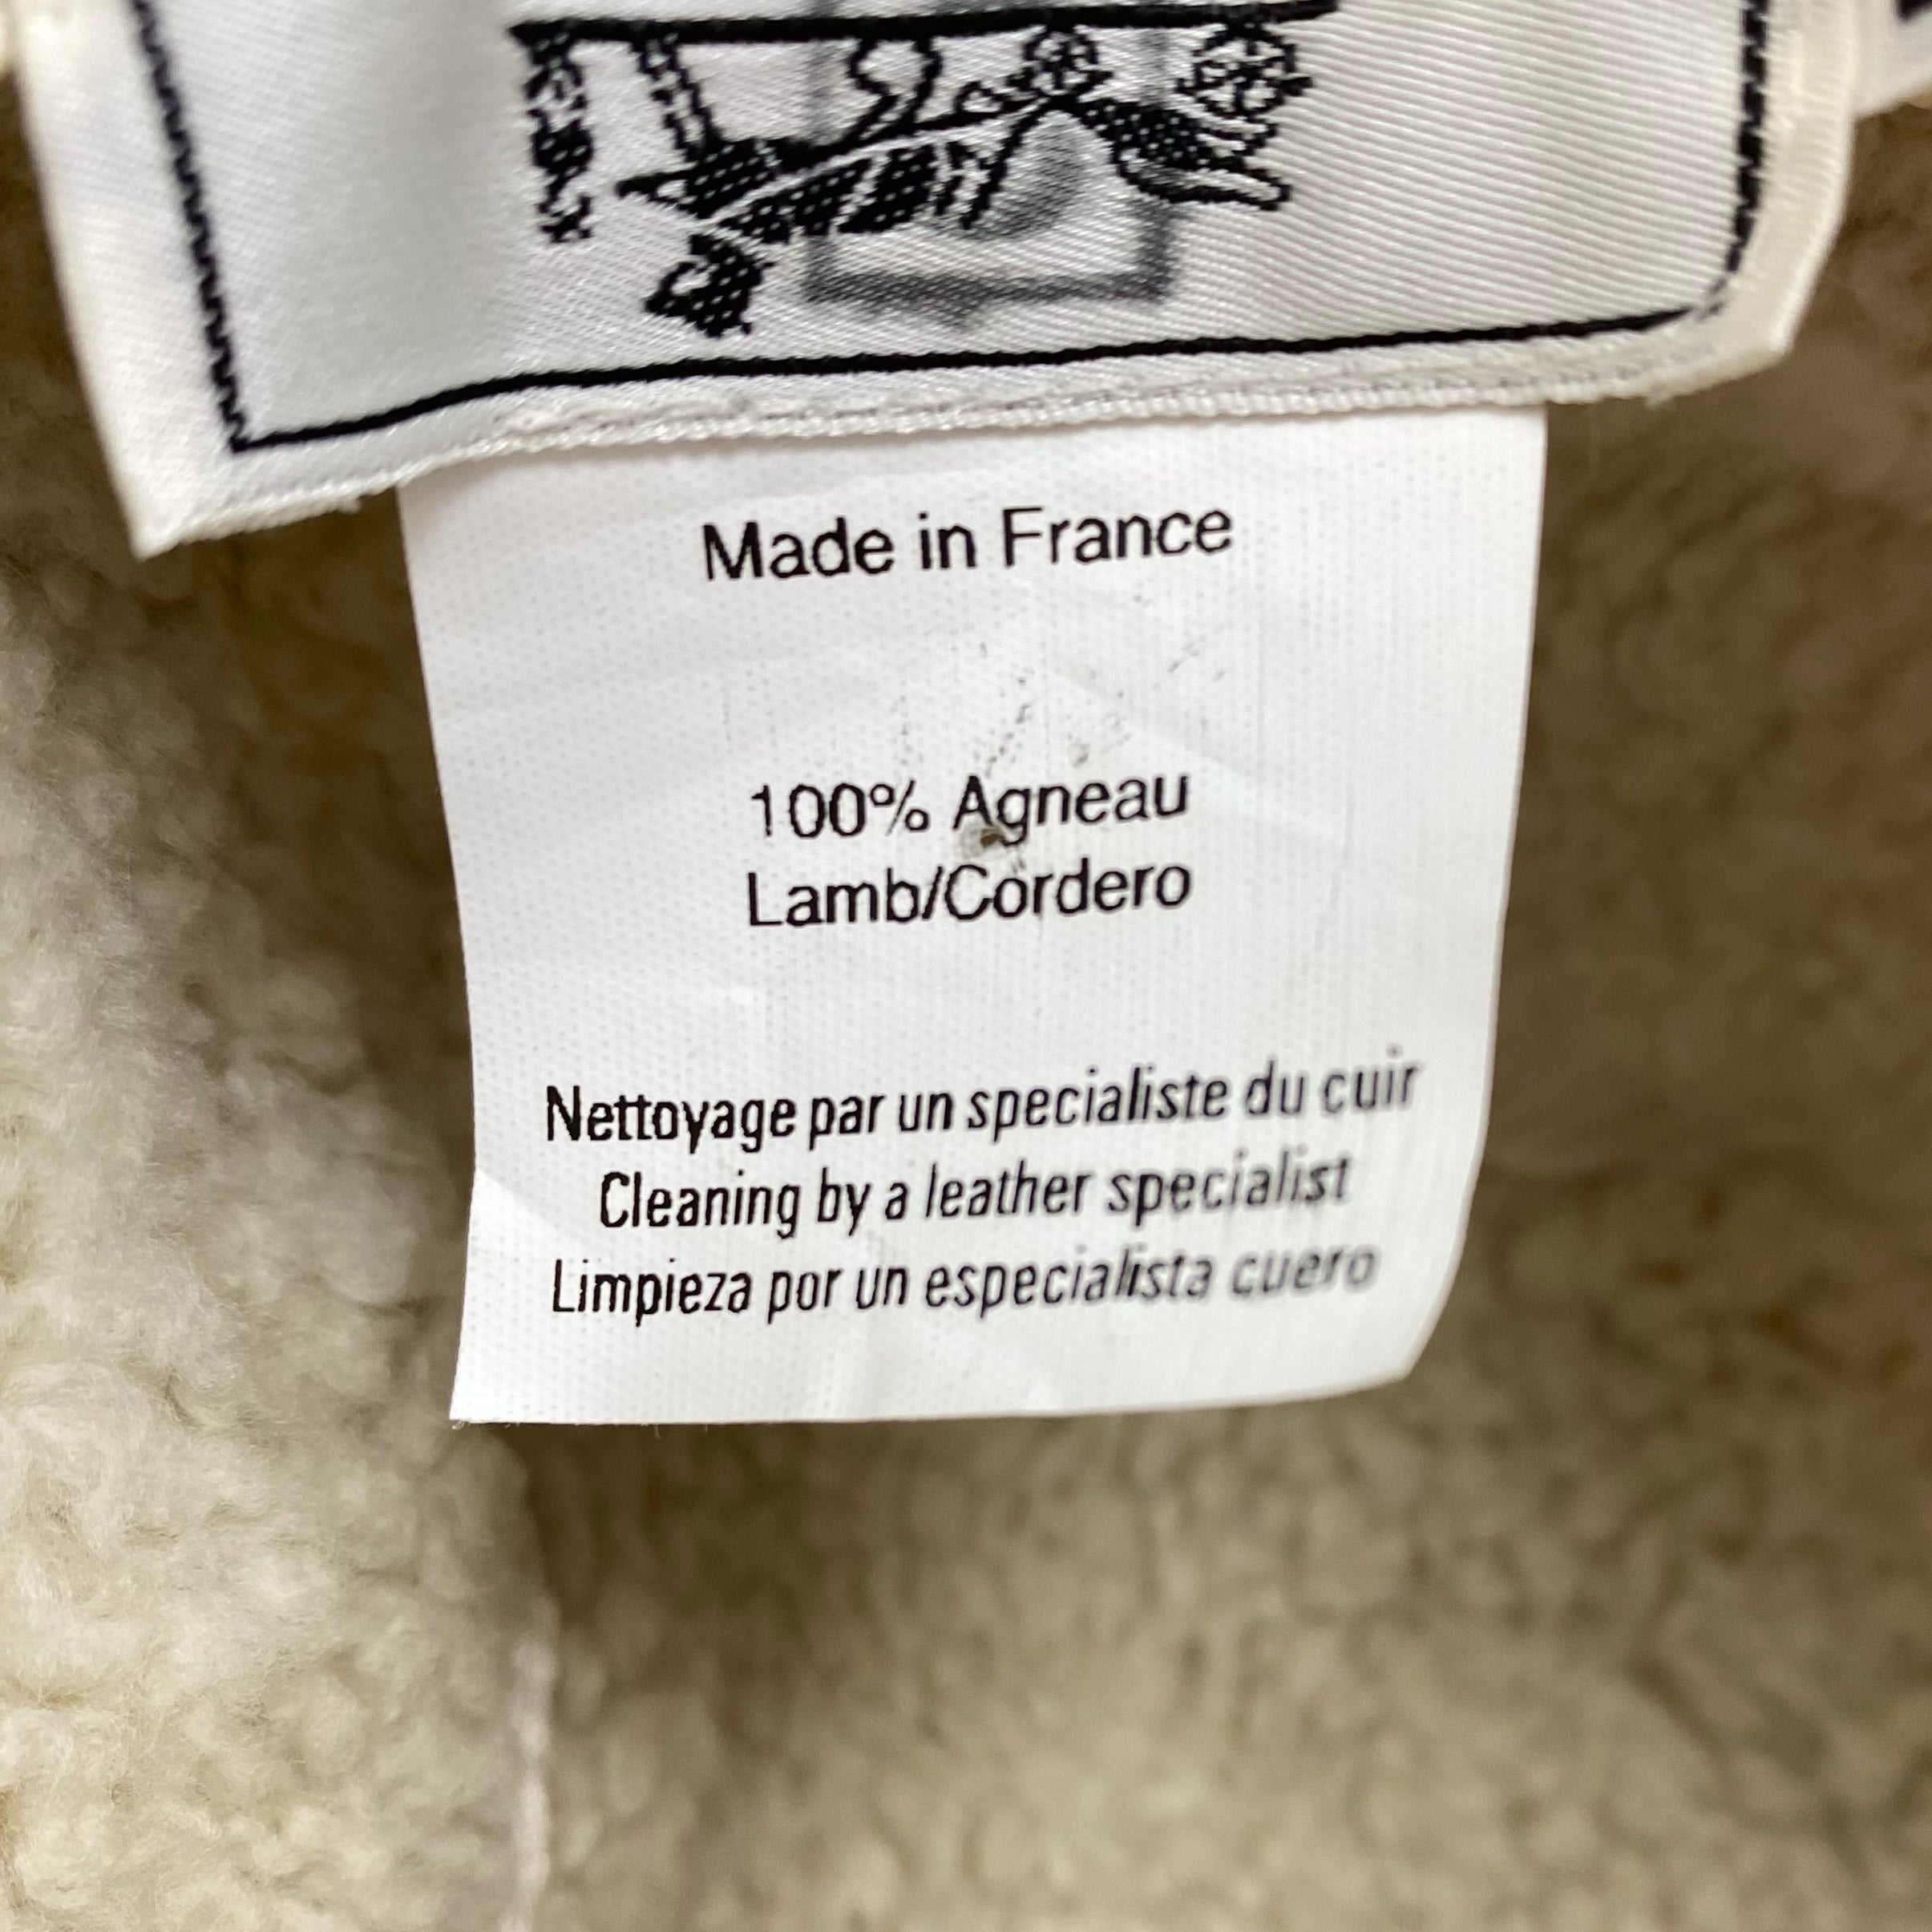 Made in France
100% Agneau
Lamb/Cordero
Nettoyage par un specialiste du cuir
Cleaning by a leather specialist
Limpieza por un especialista cuero